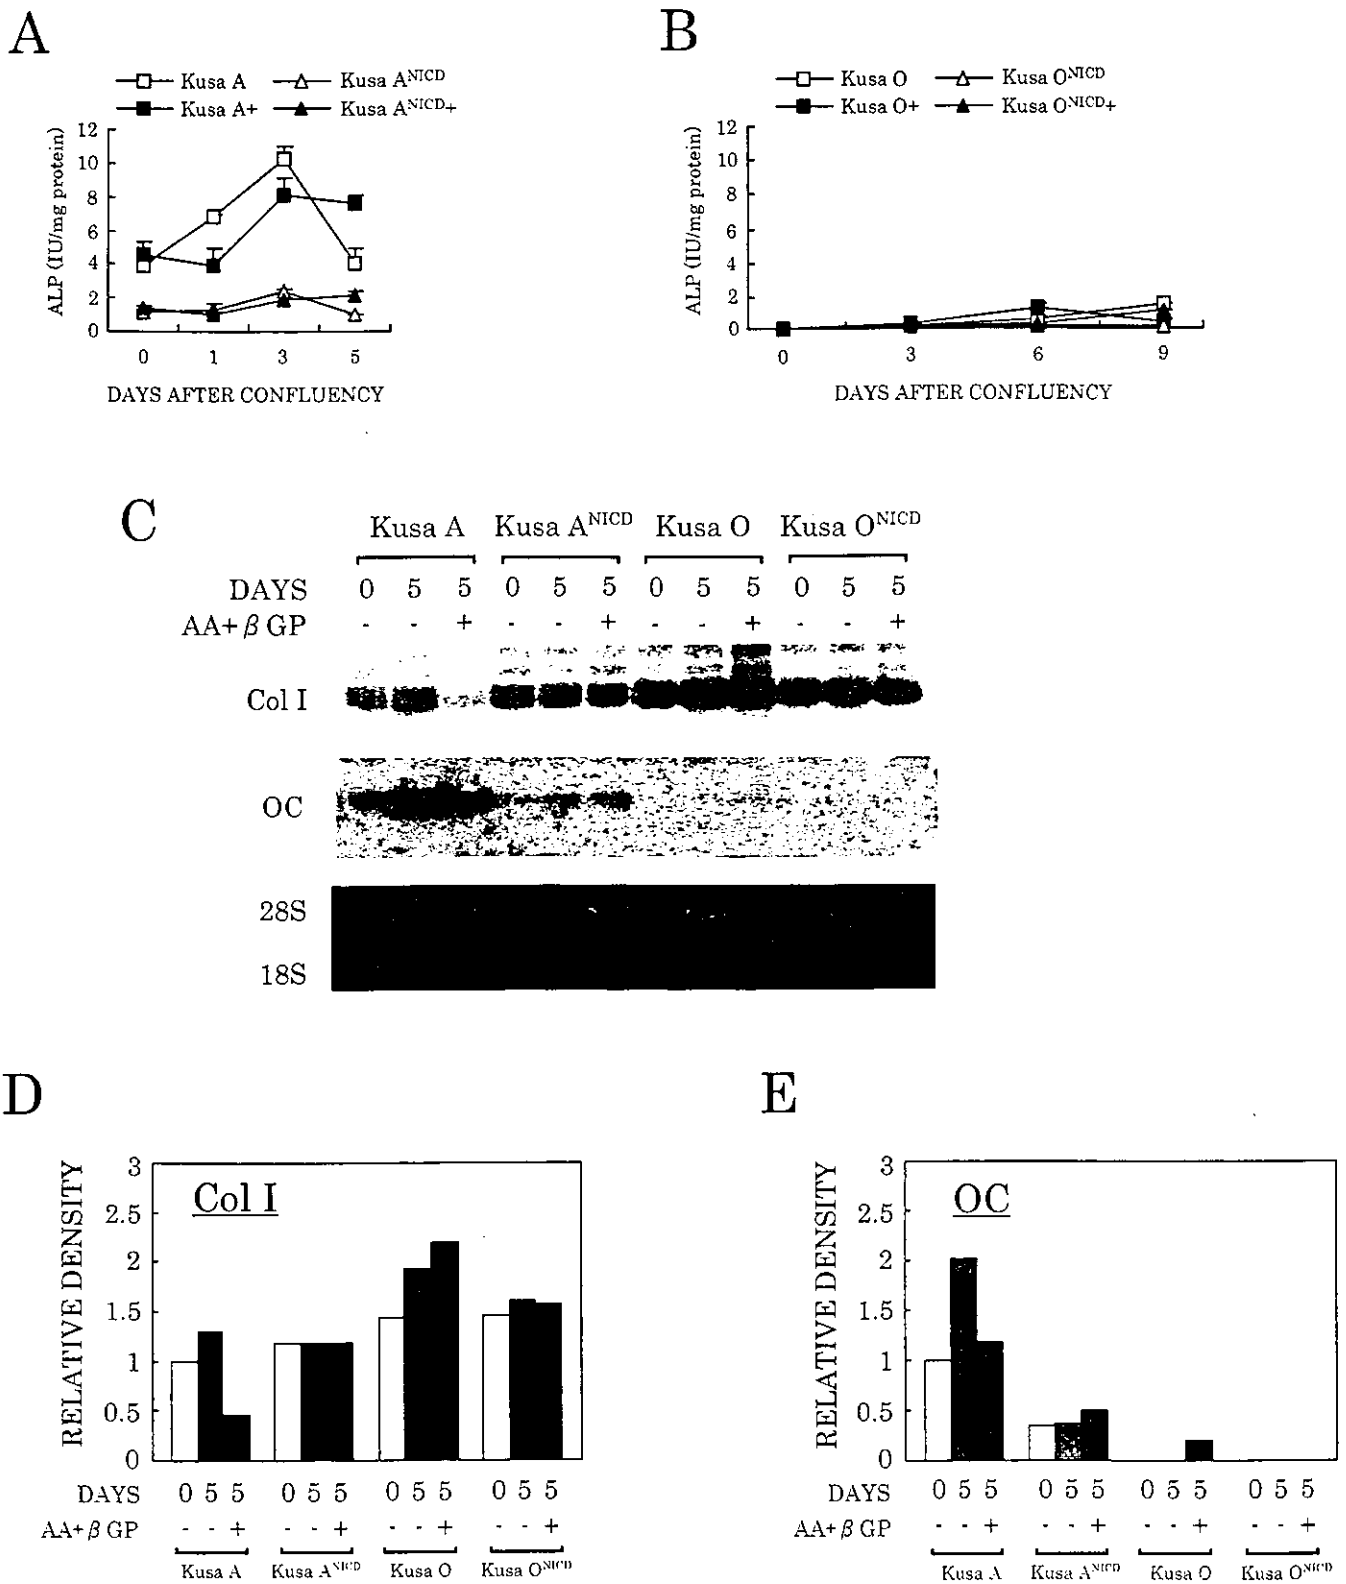 A
Kusa A Kusa A^NICD
Kusa A+ Kusa A^NICD+
ALP (IU/mg protein)
12
10
8
6
4
2
0
0 1 3 5
DAYS AFTER CONFLUENCY
B
Kusa O Kusa O^NICD
Kusa O+ Kusa O^NICD+
ALP (IU/mg protein)
12
10
8
6
4
2
0
0 3 6 9
DAYS AFTER CONFLUENCY
C
Kusa A Kusa A^NICD Kusa O Kusa O^NICD
DAYS 0 5 5 0 5 5 0 5 5 0 5 5
AA+β GP - - + - - + - - + - - +
Col I
OC
28S
18S
D
RELATIVE DENSITY
Col I
3
2.5
2
1.5
1
0.5
0
DAYS 0 5 5 0 5 5 0 5 5 0 5 5
AA+β GP - - + - - + - - + - - +
Kusa A Kusa A^NICD Kusa O Kusa O^NICD
E
RELATIVE DENSITY
OC
3
2.5
2
1.5
1
0.5
0
DAYS 0 5 5 0 5 5 0 5 5 0 5 5
AA+β GP - - + - - + - - + - - +
Kusa A Kusa A^NICD Kusa O Kusa O^NICD